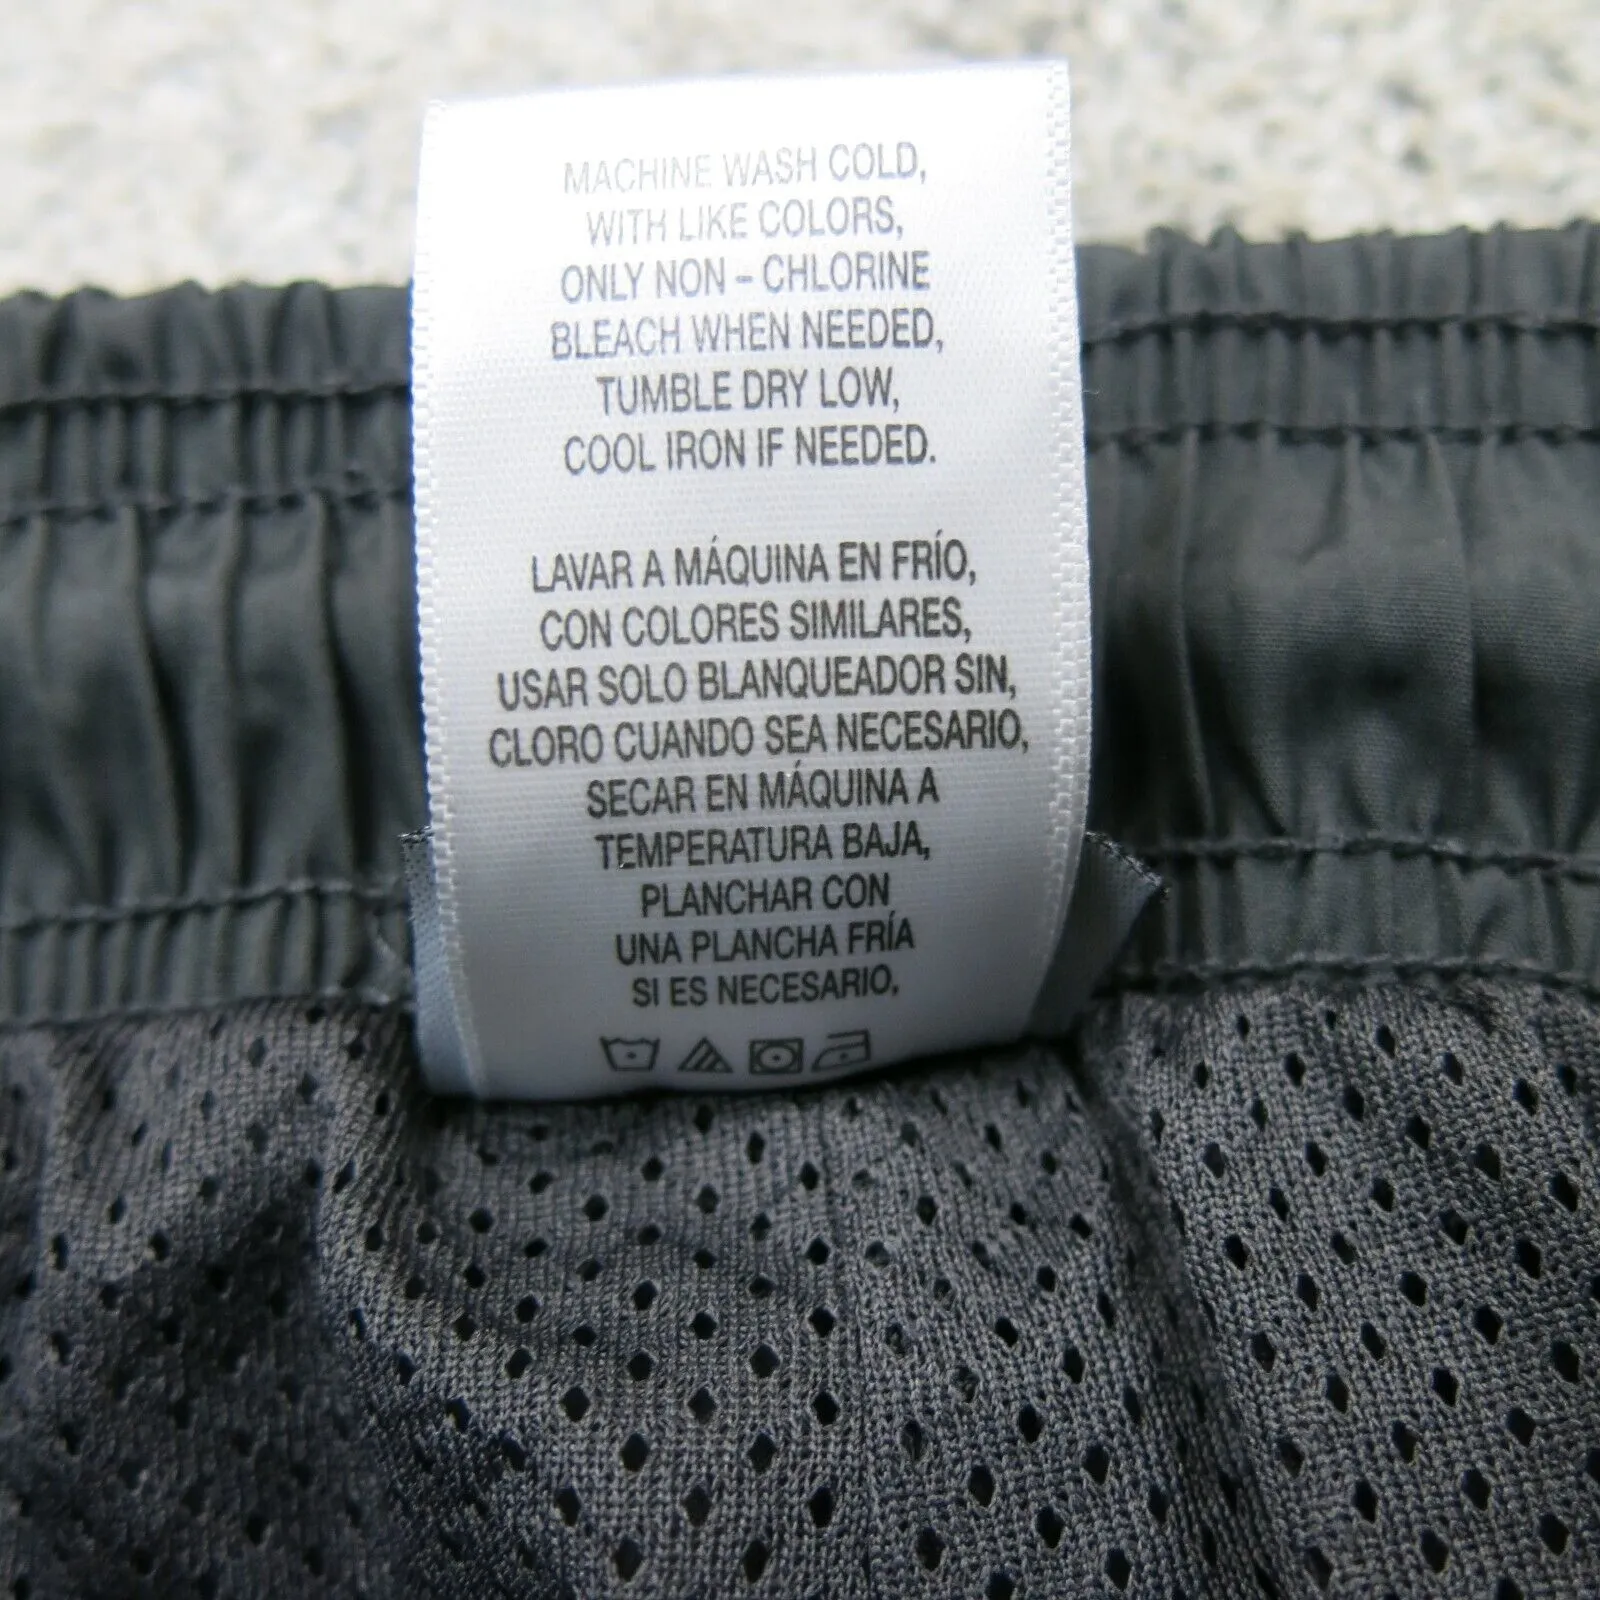 MACHINE WASH COLD,
WITH LIKE COLORS,
ONLY NON - CHLORINE
BLEACH WHEN NEEDED,
TUMBLE DRY LOW,
COOL IRON IF NEEDED.
LAVAR A MÁQUINA EN FRÍO,
CON COLORES SIMILARES,
USAR SOLO BLANQUEADOR SIN,
CLORO CUANDO SEA NECESARIO,
SECAR EN MÁQUINA A
TEMPERATURA BAJA,
PLANCHAR CON
UNA PLANCHA FRÍA
SI ES NECESARIO,